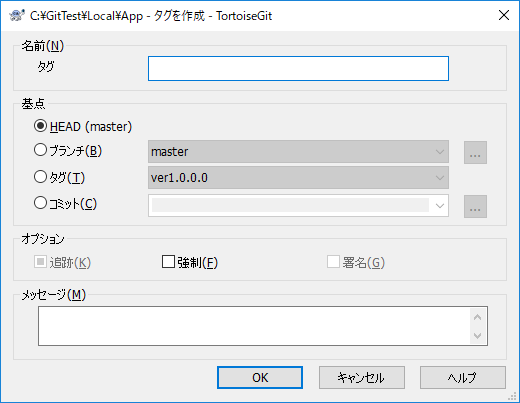 C:¥GitTest¥Local¥App - タグを作成 - TortoiseGit
名前(N)
タグ
基点
HEAD (master)
ブランチ(B) master ...
タグ(T) ver1.0.0.0
コミット(C) ...
オプション
追跡(K) 強制(F) 署名(G)
メッセージ(M)
OK キャンセル ヘルプ